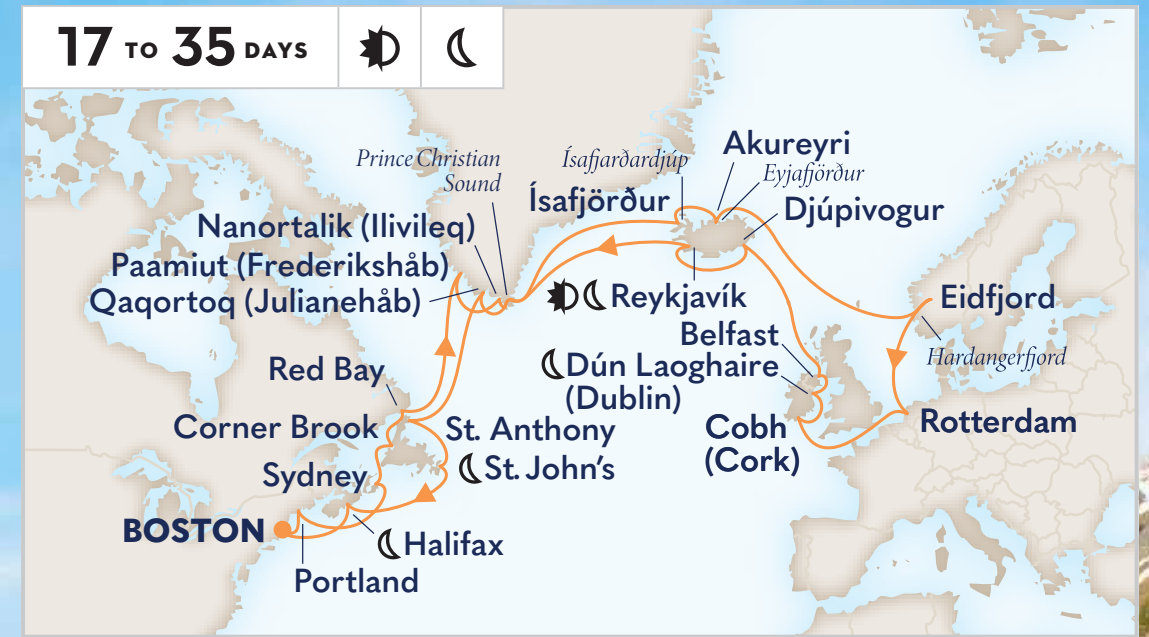 17 TO 35 DAYS
Akureyri
Prince Christian
Sound
Ísafjarðardjúp
Eyjafjörður
Ísafjörður
Djúpivogur
Nanortalik (Ilivileq)
Paamiut (Frederikshåb)
Qaqortoq (Julianehåb)
Reykjavík
Eidfjord
Belfast
Hardangerfjord
Red Bay
Dún Laoghaire
(Dublin)
Corner Brook
St. Anthony
Cobh
(Cork)
Rotterdam
Sydney
St. John's
BOSTON
Halifax
Portland